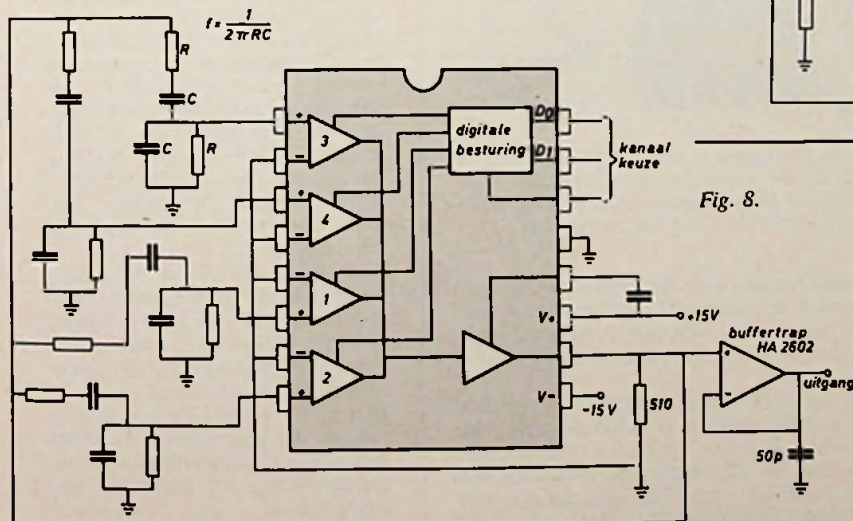 f = 1 / 2πRC
R
C
C
R
+
3
−
+
4
−
−
1
+
−
2
+
digitale
besturing
D0
D1
kanaal
keuze
Fig. 8.
V+
+15V
V−
−15V
510
buffertrap
HA 2602
+
−
uitgang
50p